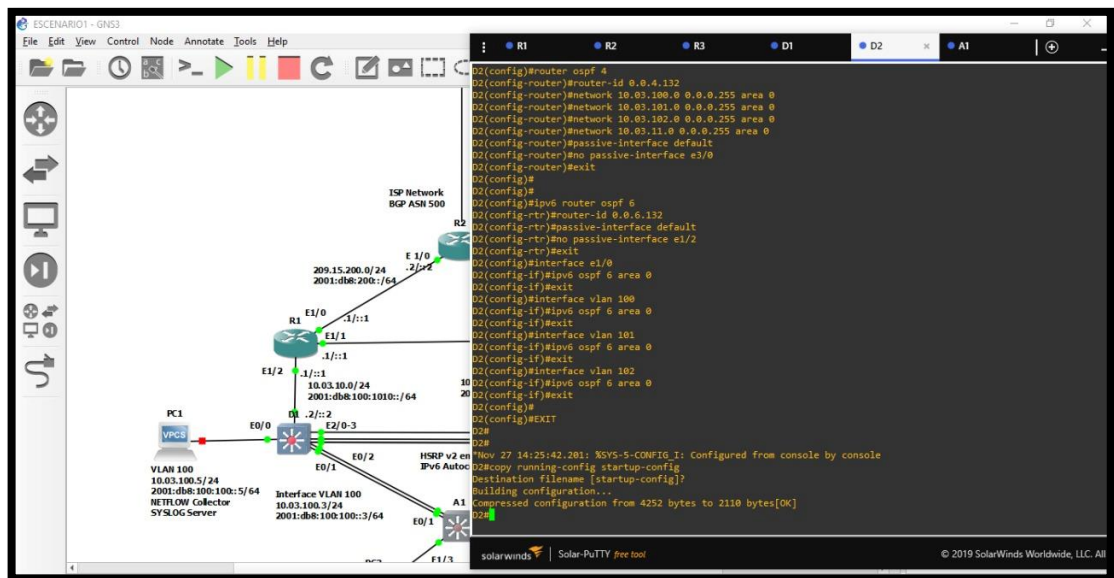 ESCENARIO1 - GNS3
File Edit View Control Node Annotate Tools Help
R1 R2 R3 D1 D2 × A1
ISP Network
BGP ASN 500
R2
E 1/0
.2/::2
209.15.200.0/24
2001:db8:200::/64
R1
E1/0
.1/::1
E1/1
.1/::1
E1/2
.1/::1
10.03.10.0/24
2001:db8:100:1010::/64
10
20
PC1
VPCS
E0/0
D1
.2/::2
E2/0-3
E0/2
E0/1
HSRP v2 en
IPv6 Autoc
VLAN 100
10.03.100.5/24
2001:db8:100:100::5/64
NETFLOW Collector
SYSLOG Server
Interface VLAN 100
10.03.100.3/24
2001:db8:100:100::3/64
A1
E0/1
E1/3
D2(config)#router ospf 4
D2(config-router)#router-id 0.0.4.132
D2(config-router)#network 10.03.100.0 0.0.0.255 area 0
D2(config-router)#network 10.03.101.0 0.0.0.255 area 0
D2(config-router)#network 10.03.102.0 0.0.0.255 area 0
D2(config-router)#network 10.03.11.0 0.0.0.255 area 0
D2(config-router)#passive-interface default
D2(config-router)#no passive-interface e3/0
D2(config-router)#exit
D2(config)#
D2(config)#
D2(config)#ipv6 router ospf 6
D2(config-rtr)#router-id 0.0.6.132
D2(config-rtr)#passive-interface default
D2(config-rtr)#no passive-interface e1/2
D2(config-rtr)#exit
D2(config)#interface e1/0
D2(config-if)#ipv6 ospf 6 area 0
D2(config-if)#exit
D2(config)#interface vlan 100
D2(config-if)#ipv6 ospf 6 area 0
D2(config-if)#exit
D2(config)#interface vlan 101
D2(config-if)#ipv6 ospf 6 area 0
D2(config-if)#exit
D2(config)#interface vlan 102
D2(config-if)#ipv6 ospf 6 area 0
D2(config-if)#exit
D2(config)#
D2(config)#EXIT
D2#
D2#
*Nov 27 14:25:42.201: %SYS-5-CONFIG_I: Configured from console by console
D2#copy running-config startup-config
Destination filename [startup-config]?
Building configuration...
Compressed configuration from 4252 bytes to 2110 bytes[OK]
D2#
solarwinds Solar-PuTTY free tool © 2019 SolarWinds Worldwide, LLC. All